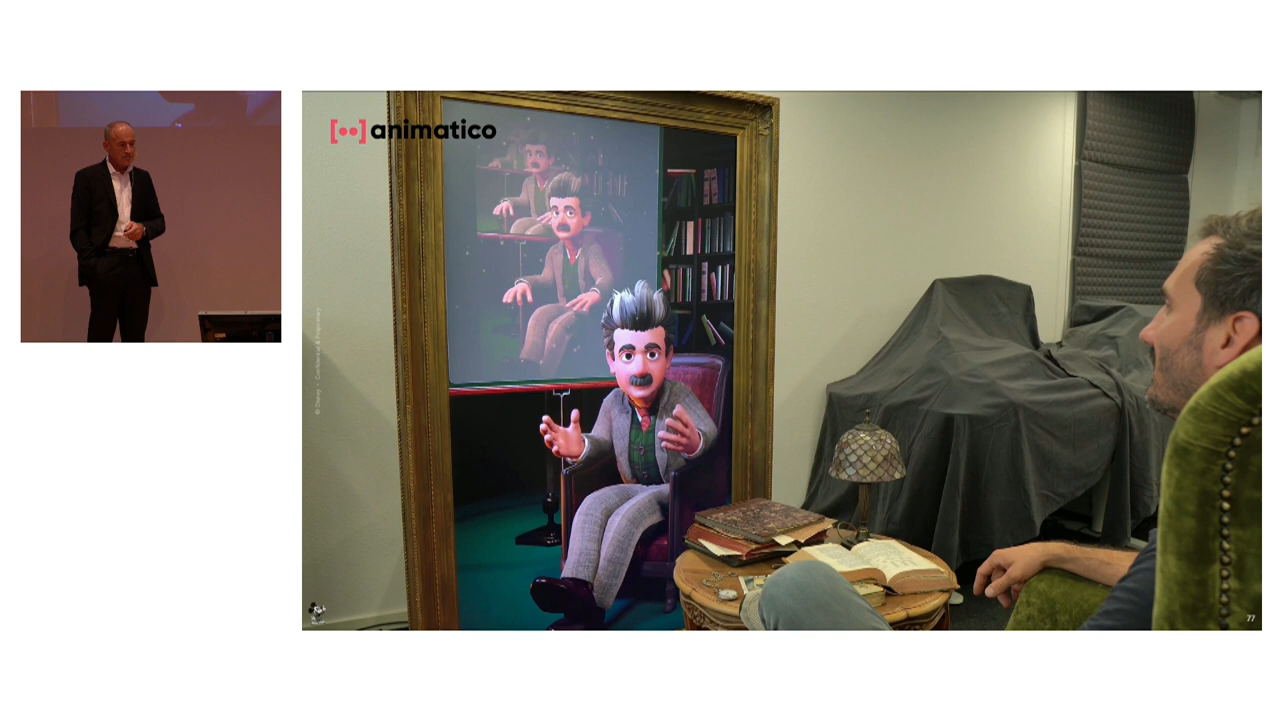 [••] animatico
© Disney • Confidential & Proprietary
77